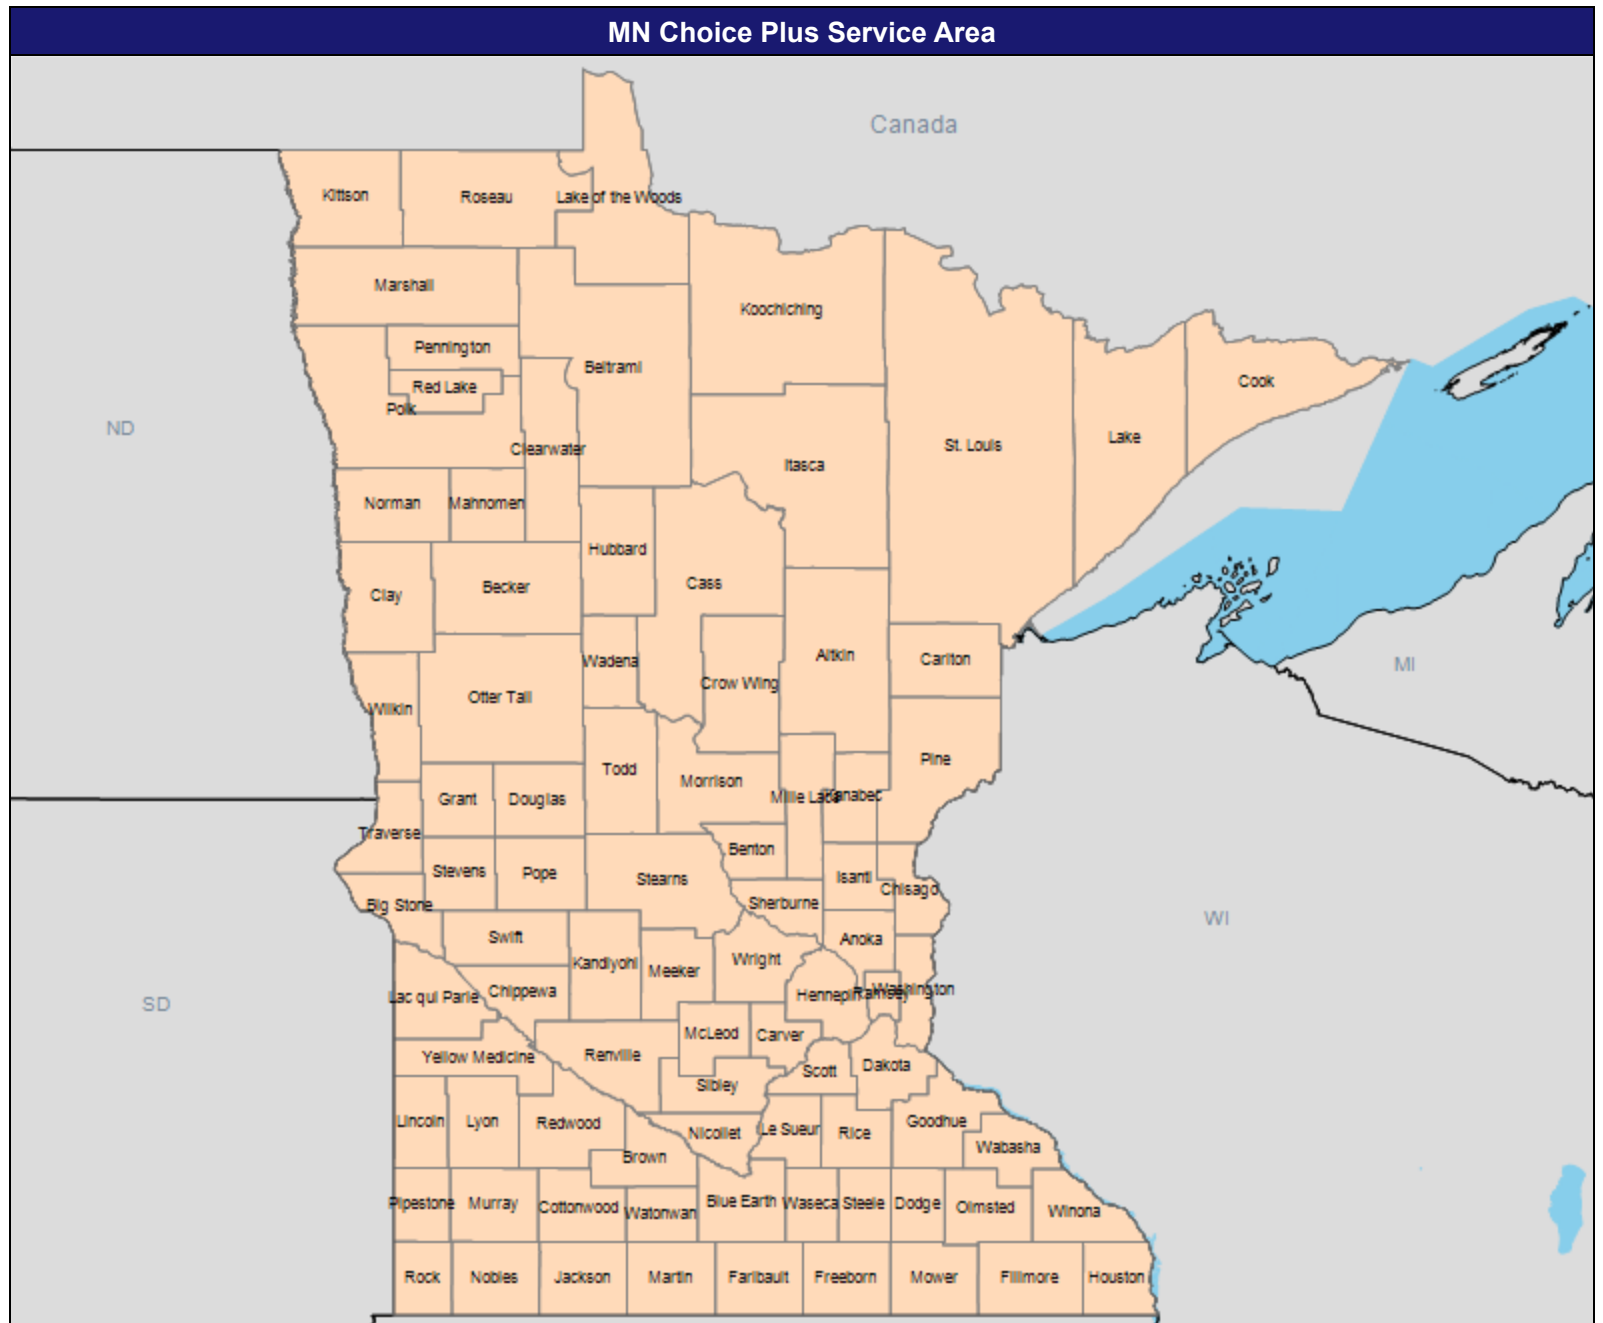 MN Choice Plus Service Area
Canada
Kittson
Roseau
Lake of the Woods
Marshall
Koochiching
Pennington
Beltrami
Red Lake
Cook
Polk
ND
Lake
St. Louis
Clearwater
Itasca
Norman
Mahnomen
Hubbard
Cass
Becker
Clay
Aitkin
Carlton
Wadena
MI
Crow Wing
Otter Tail
Wilkin
Pine
Todd
Morrison
Mille Lacs
Kanabec
Grant
Douglas
Traverse
Benton
Stevens
Pope
Stearns
Isanti
Chisago
Big Stone
Sherburne
WI
Swift
Anoka
Kandiyohi
Wright
Meeker
Chippewa
Washington
Lac qui Parle
Hennepin
Ramsey
SD
McLeod
Carver
Yellow Medicine
Renville
Dakota
Scott
Sibley
Lincoln
Lyon
Redwood
Goodhue
Nicollet
Le Sueur
Rice
Wabasha
Brown
Pipestone
Murray
Cottonwood
Watonwan
Blue Earth
Waseca
Steele
Dodge
Olmsted
Winona
Rock
Nobles
Jackson
Martin
Faribault
Freeborn
Mower
Fillmore
Houston